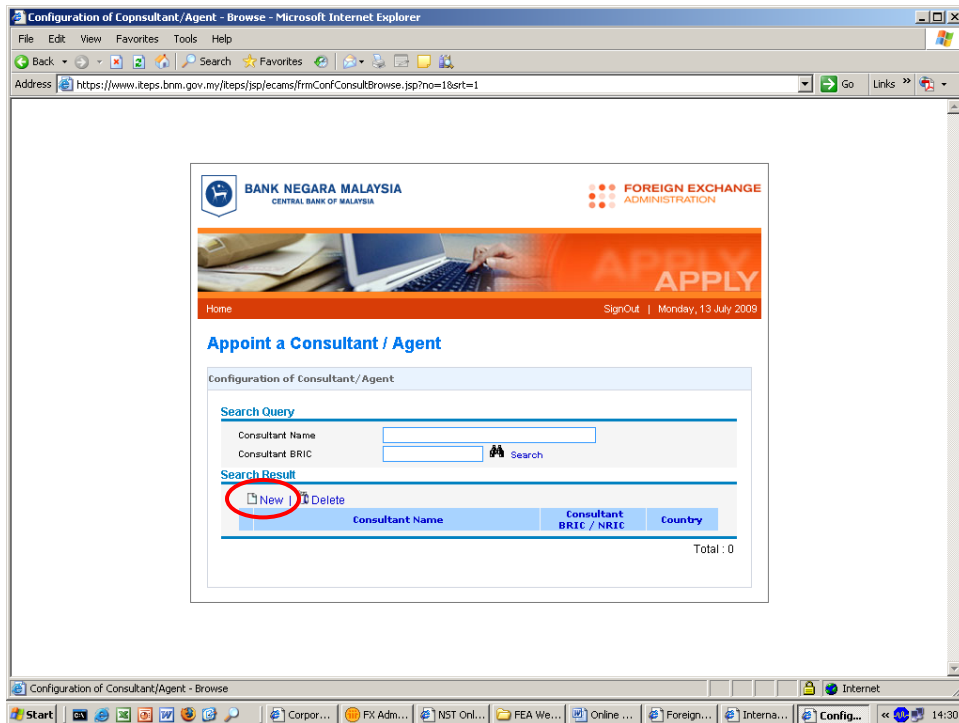 Configuration of Copnsultant/Agent - Browse - Microsoft Internet Explorer
File Edit View Favorites Tools Help
Back Search Favorites
Address https://www.iteps.bnm.gov.my/iteps/jsp/ecams/frmConfConsultBrowse.jsp?no=1&srt=1 Go Links »
BANK NEGARA MALAYSIA
CENTRAL BANK OF MALAYSIA
FOREIGN EXCHANGE
ADMINISTRATION
APPLY
APPLY
Home SignOut | Monday, 13 July 2009
Appoint a Consultant / Agent
Configuration of Consultant/Agent
Search Query
Consultant Name
Consultant BRIC Search
Search Result
New | Delete
Consultant Name Consultant BRIC / NRIC Country
Total : 0
Configuration of Consultant/Agent - Browse Internet
Start Corpor... FX Adm... NST Onl... FEA We... Online ... Foreign... Interna... Config... « 14:30